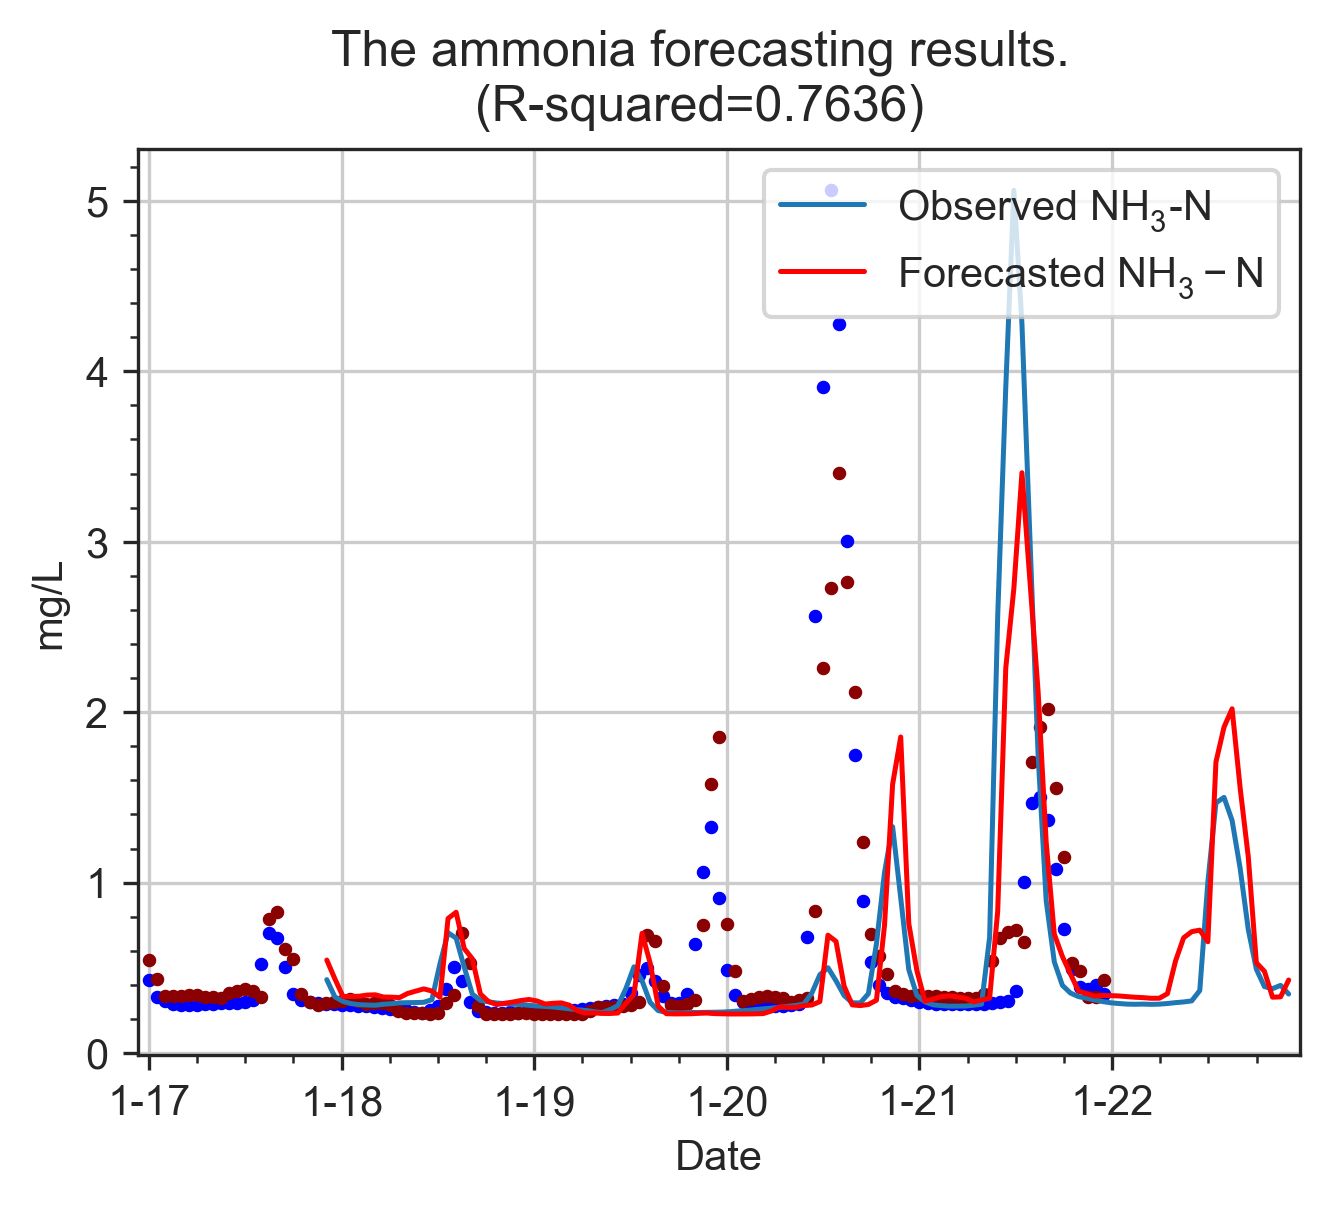 The ammonia forecasting results.
(R-squared=0.7636)
Observed NH₃-N
Forecasted NH₃ − N
5
4
3
2
1
0
mg/L
1-17 1-18 1-19 1-20 1-21 1-22
Date